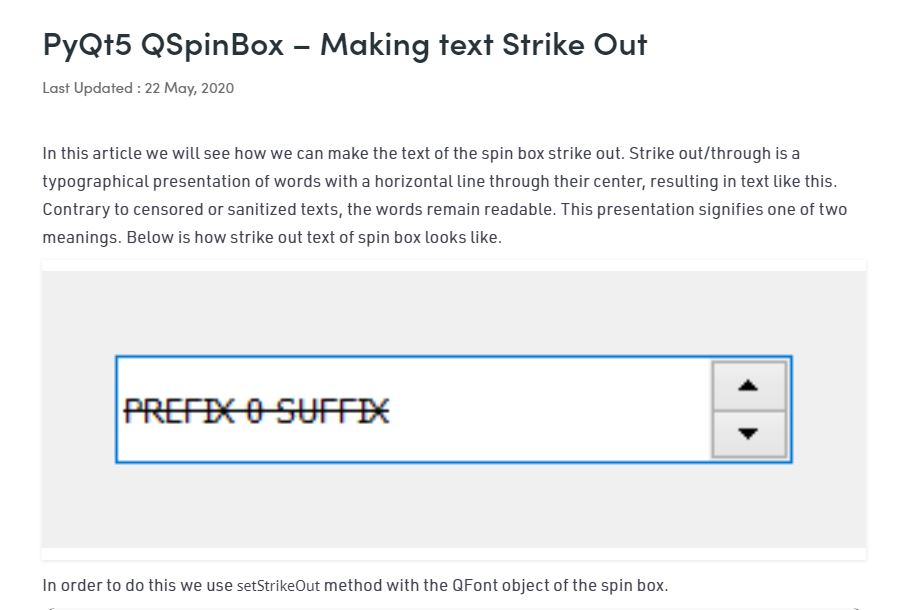 PyQt5 QSpinBox – Making text Strike Out
Last Updated : 22 May, 2020
In this article we will see how we can make the text of the spin box strike out. Strike out/through is a
typographical presentation of words with a horizontal line through their center, resulting in text like this.
Contrary to censored or sanitized texts, the words remain readable. This presentation signifies one of two
meanings. Below is how strike out text of spin box looks like.
PREFIX 0 SUFFIX
In order to do this we use setStrikeOut method with the QFont object of the spin box.